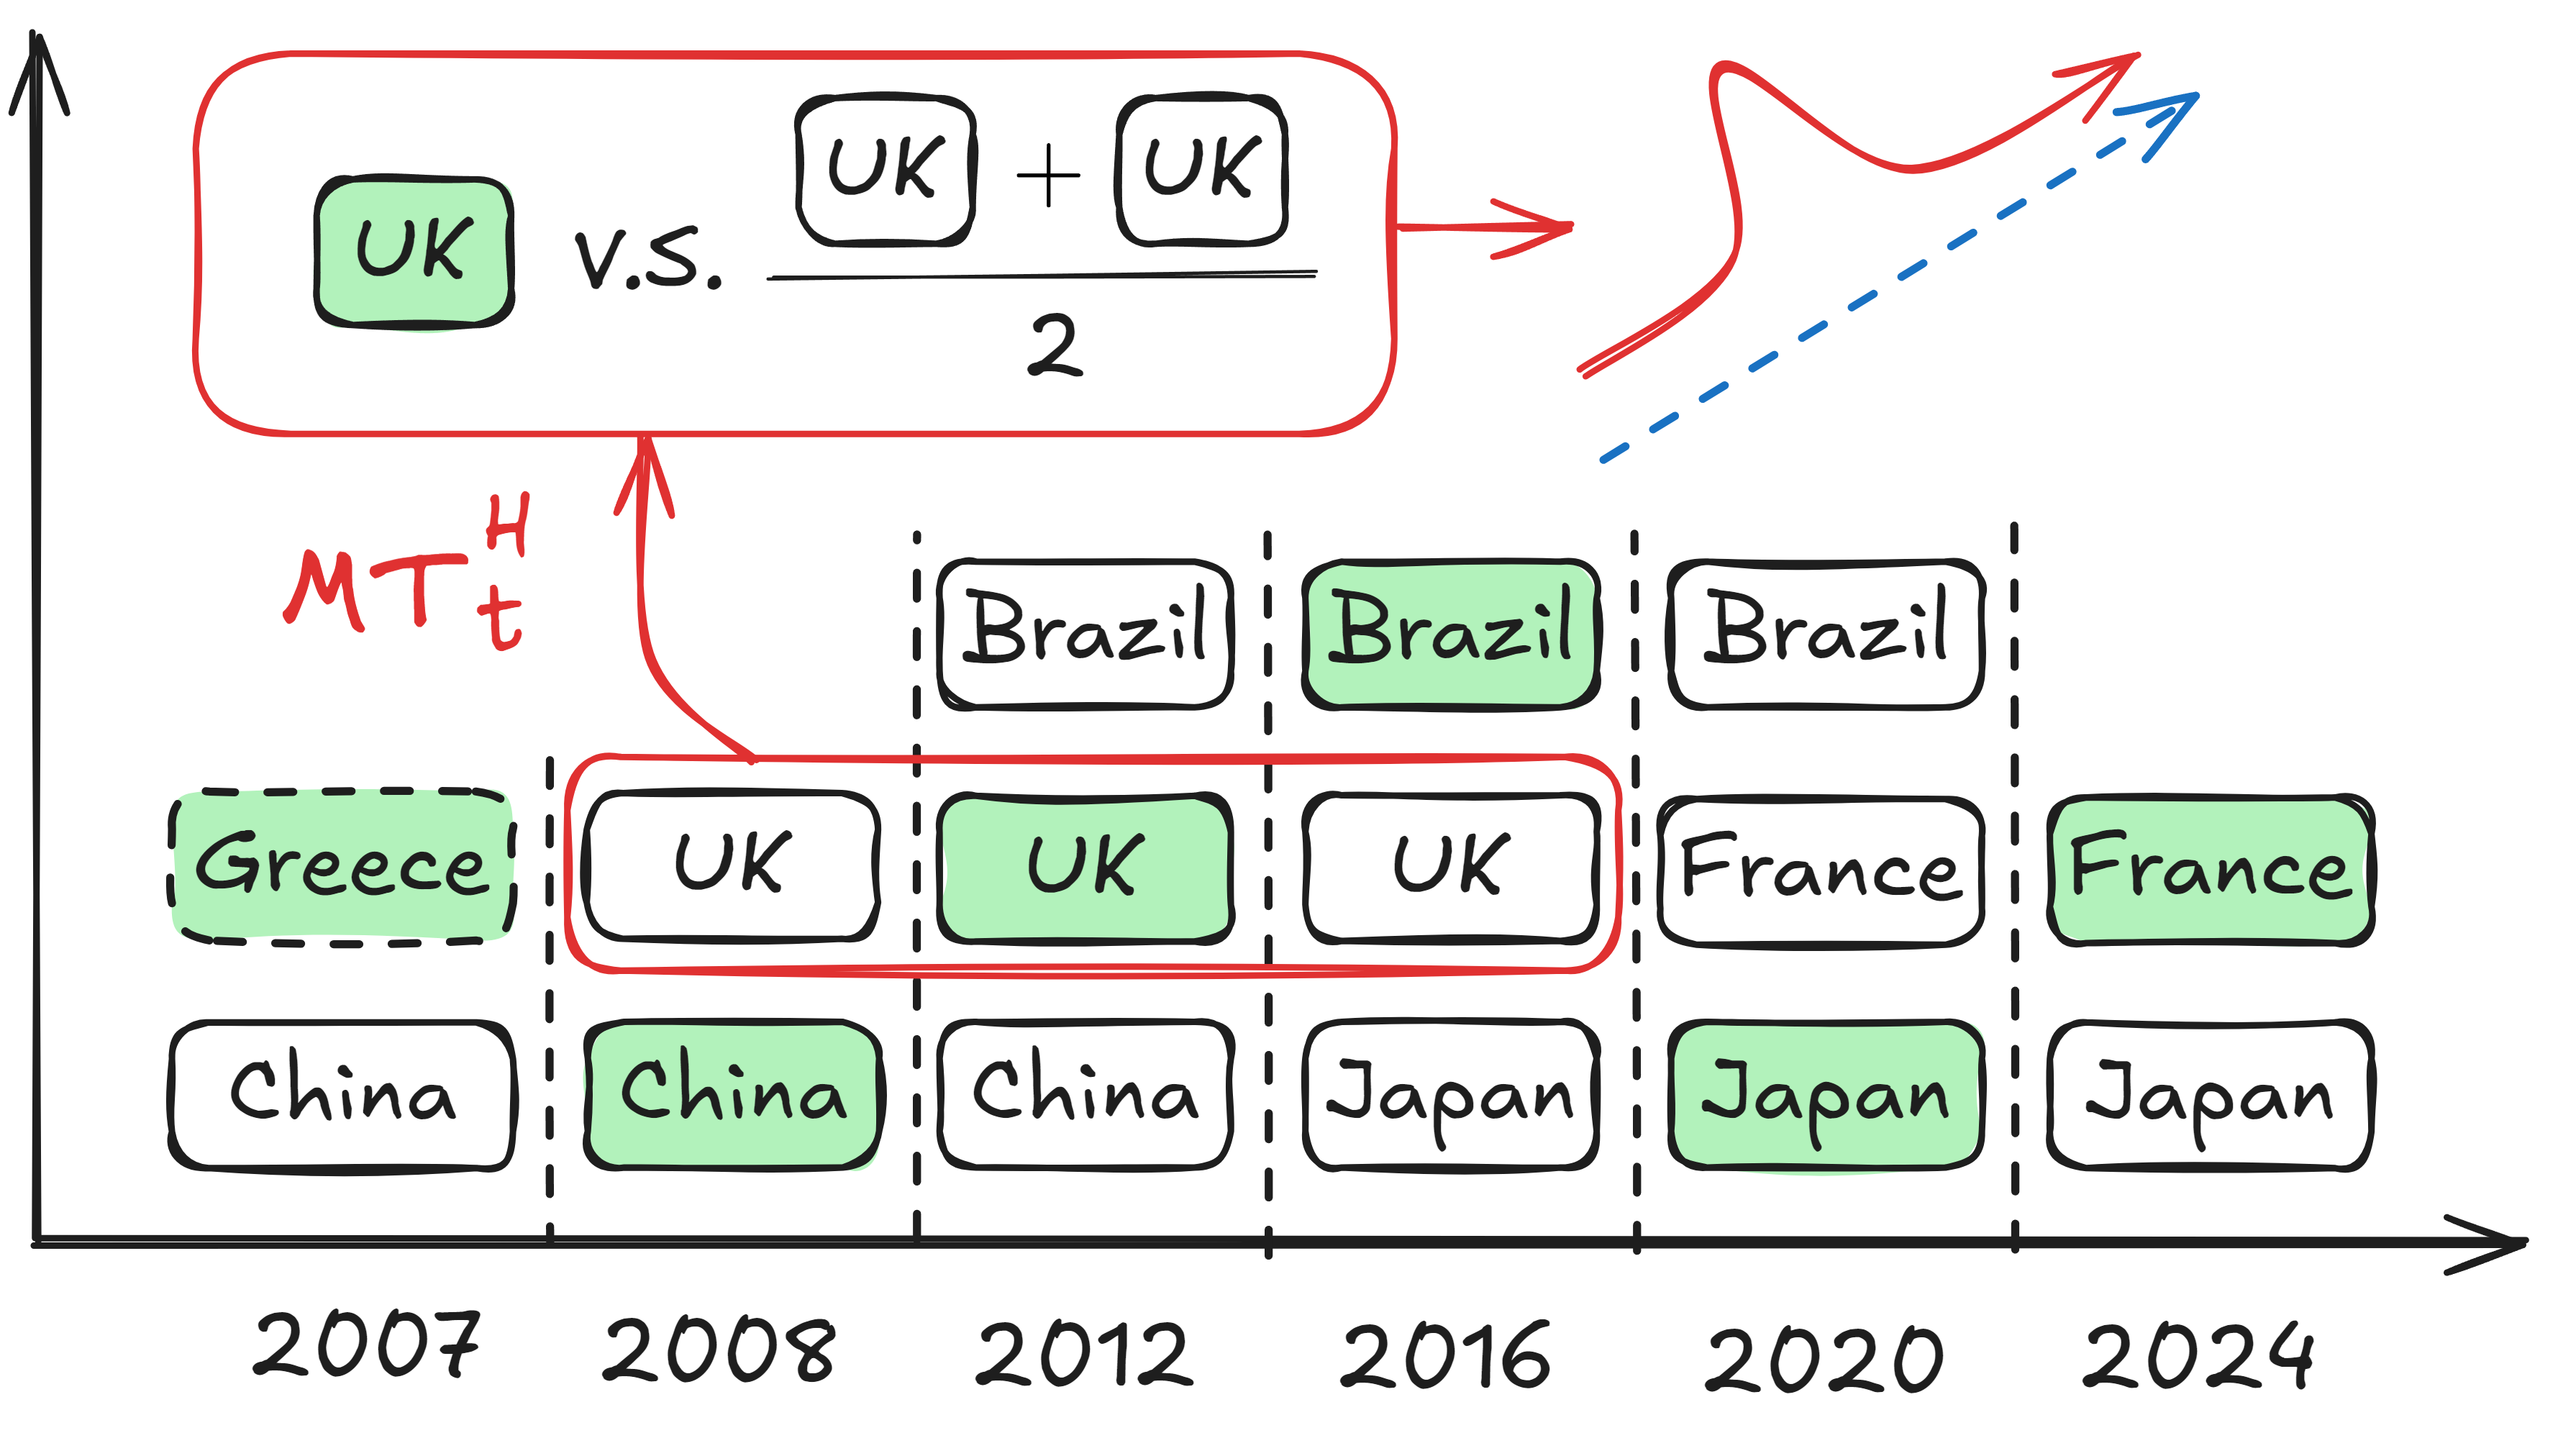 UK + UK
UK v.s.
2
MT H t
Brazil Brazil Brazil
Greece UK UK UK France France
China China China Japan Japan Japan
2007 2008 2012 2016 2020 2024